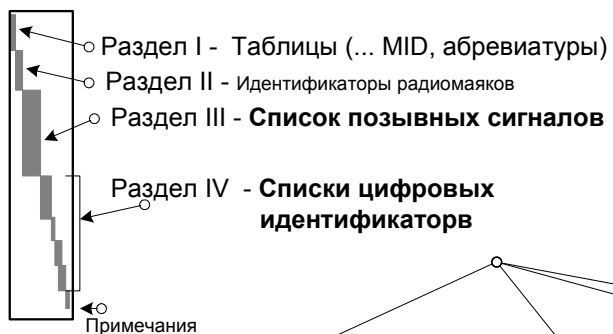 Раздел I - Таблицы (... MID, абревиатуры)
Раздел II - Идентификаторы радиомаяков
Раздел III - Список позывных сигналов
Раздел IV - Списки цифровых
идентификаторв
Примечания